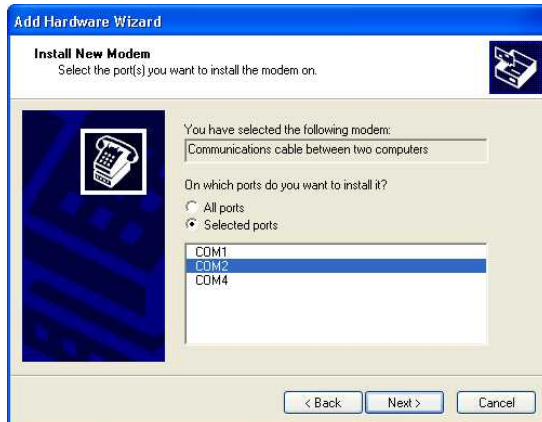 Add Hardware Wizard
Install New Modem
Select the port(s) you want to install the modem on.
You have selected the following modem:
Communications cable between two computers
On which ports do you want to install it?
All ports
Selected ports
COM1
COM2
COM4
< Back
Next >
Cancel